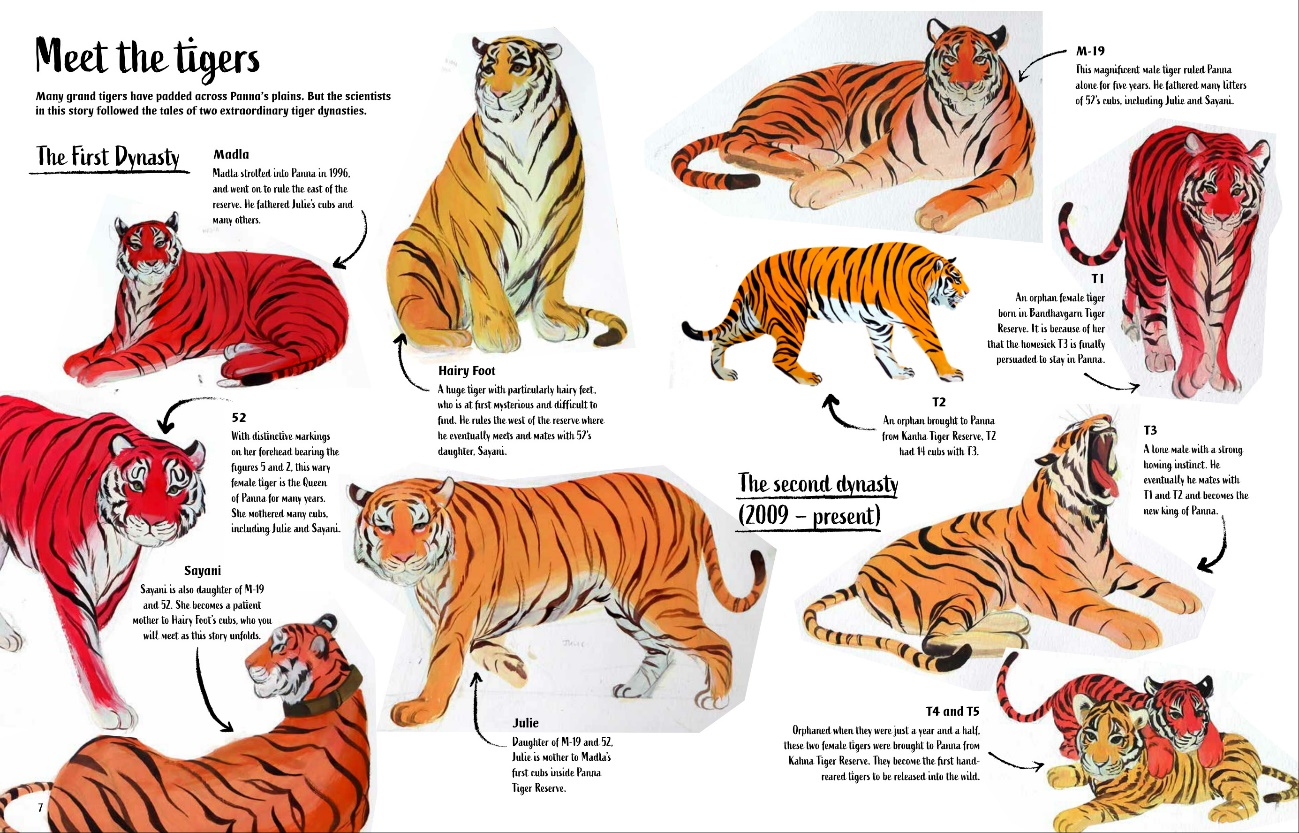 Meet the tigers
Many grand tigers have padded across Panna's plains. But the scientists
in this story followed the tales of two extraordinary tiger dynasties.
The First Dynasty
Madla
Madla strolled into Panna in 1996,
and went on to rule the east of the
reserve. He fathered Julie's cubs and
many others.
Hairy Foot
A huge tiger with particularly hairy feet,
who is at first mysterious and difficult to
find. He rules the west of the reserve where
he eventually meets and mates with 52's
daughter, Sayani.
52
With distinctive markings
on her forehead bearing the
figures 5 and 2, this wary
female tiger is the Queen
of Panna for many years.
She mothered many cubs,
including Julie and Sayani.
Sayani
Sayani is also daughter of M-19
and 52. She becomes a patient
mother to Hairy Foot's cubs, who you
will meet as this story unfolds.
Julie
Daughter of M-19 and 52,
Julie is mother to Madla's
first cubs inside Panna
Tiger Reserve.
7
M-19
This magnificent male tiger ruled Panna
alone for five years. He fathered many litters
of 52's cubs, including Julie and Sayani.
The second dynasty
(2009 – present)
T1
An orphan female tiger
born in Bandhavgarh Tiger
Reserve. It is because of her
that the homesick T3 is finally
persuaded to stay in Panna.
T2
An orphan brought to Panna
from Kanha Tiger Reserve, T2
had 14 cubs with T3.
T3
A lone male with a strong
homing instinct. He
eventually he mates with
T1 and T2 and becomes the
new king of Panna.
T4 and T5
Orphaned when they were just a year and a half,
these two female tigers were brought to Panna from
Kahna Tiger Reserve. They become the first hand-
reared tigers to be released into the wild.